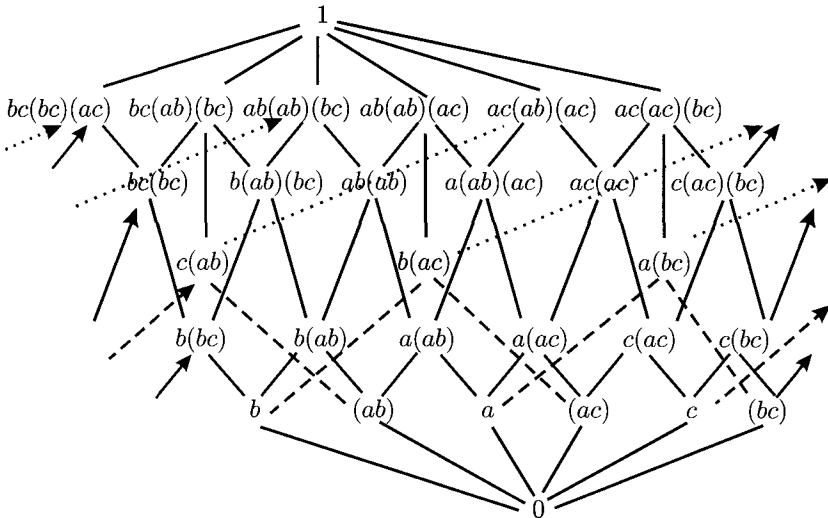 1
bc(bc)(ac) bc(ab)(bc) ab(ab)(bc) ab(ab)(ac) ac(ab)(ac) ac(ac)(bc)
bc(bc) b(ab)(bc) ab(ab) a(ab)(ac) ac(ac) c(ac)(bc)
c(ab) b(ac) a(bc)
b(bc) b(ab) a(ab) a(ac) c(ac) c(bc)
b (ab) a (ac) c (bc)
0